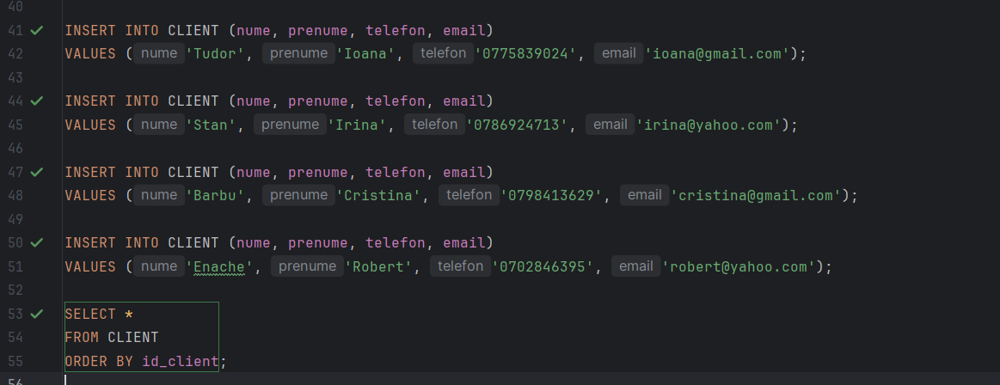 40
41 INSERT INTO CLIENT (nume, prenume, telefon, email)
42 VALUES ( nume 'Tudor', prenume 'Ioana', telefon '0775839024', email 'ioana@gmail.com');
43
44 INSERT INTO CLIENT (nume, prenume, telefon, email)
45 VALUES ( nume 'Stan', prenume 'Irina', telefon '0786924713', email 'irina@yahoo.com');
46
47 INSERT INTO CLIENT (nume, prenume, telefon, email)
48 VALUES ( nume 'Barbu', prenume 'Cristina', telefon '0798413629', email 'cristina@gmail.com');
49
50 INSERT INTO CLIENT (nume, prenume, telefon, email)
51 VALUES ( nume 'Enache', prenume 'Robert', telefon '0702846395', email 'robert@yahoo.com');
52
53 SELECT *
54 FROM CLIENT
55 ORDER BY id_client;
56